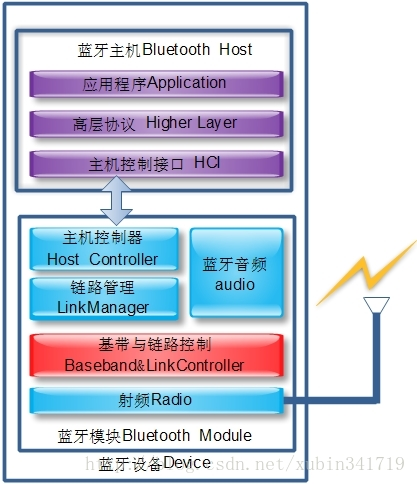 蓝牙主机Bluetooth Host
应用程序Application
高层协议 Higher Layer
主机控制接口 HCI
主机控制器
Host Controller
链路管理
LinkManager
蓝牙音频
audio
基带与链路控制
Baseband&LinkController
射频Radio
蓝牙模块Bluetooth Module
蓝牙设备Device
csdn.net/xubin341719